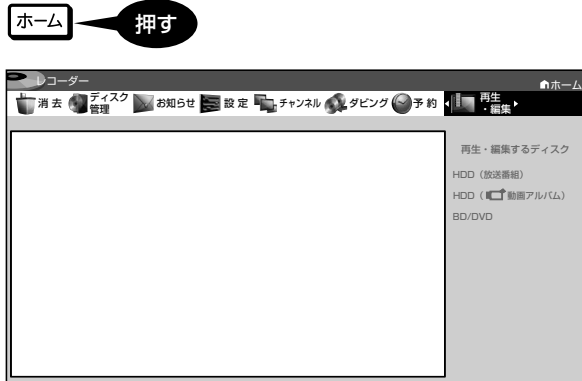 ホーム 押す
レコーダー
ホーム
消去 ディスク管理 お知らせ 設定 チャンネル ダビング 予約 再生・編集
再生・編集するディスク
HDD（放送番組）
HDD（動画アルバム）
BD/DVD